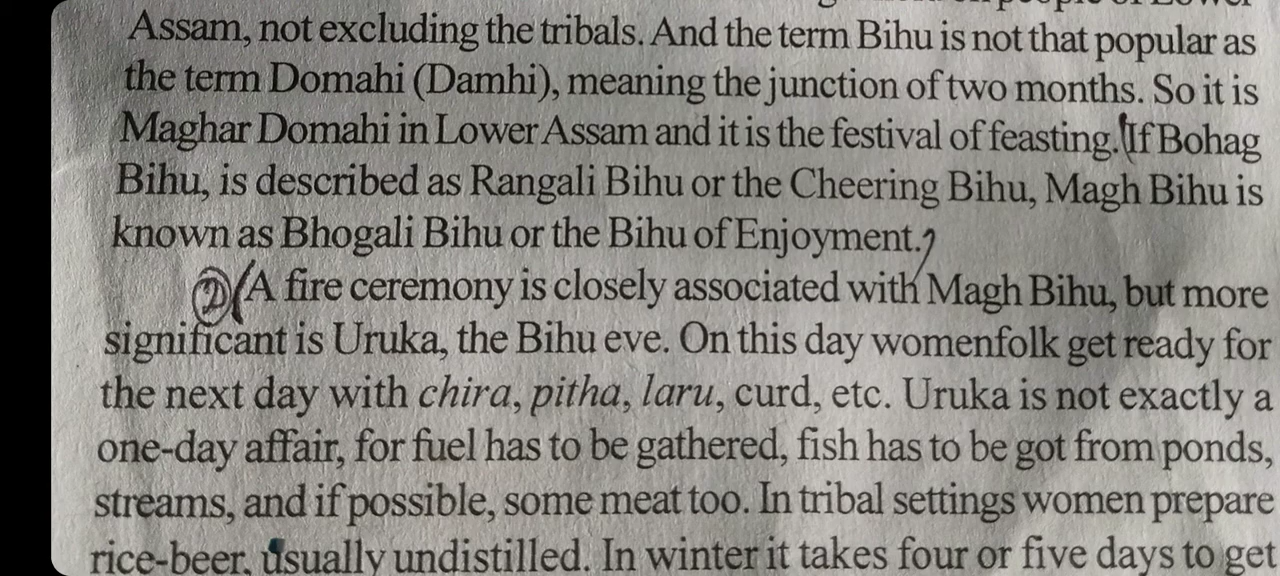 Assam, not excluding the tribals. And the term Bihu is not that popular as
the term Domahi (Damhi), meaning the junction of two months. So it is
Maghar Domahi in Lower Assam and it is the festival of feasting. (If Bohag
Bihu, is described as Rangali Bihu or the Cheering Bihu, Magh Bihu is
known as Bhogali Bihu or the Bihu of Enjoyment.)
② (A fire ceremony is closely associated with Magh Bihu, but more
significant is Uruka, the Bihu eve. On this day womenfolk get ready for
the next day with chira, pitha, laru, curd, etc. Uruka is not exactly a
one-day affair, for fuel has to be gathered, fish has to be got from ponds,
streams, and if possible, some meat too. In tribal settings women prepare
rice-beer, usually undistilled. In winter it takes four or five days to get